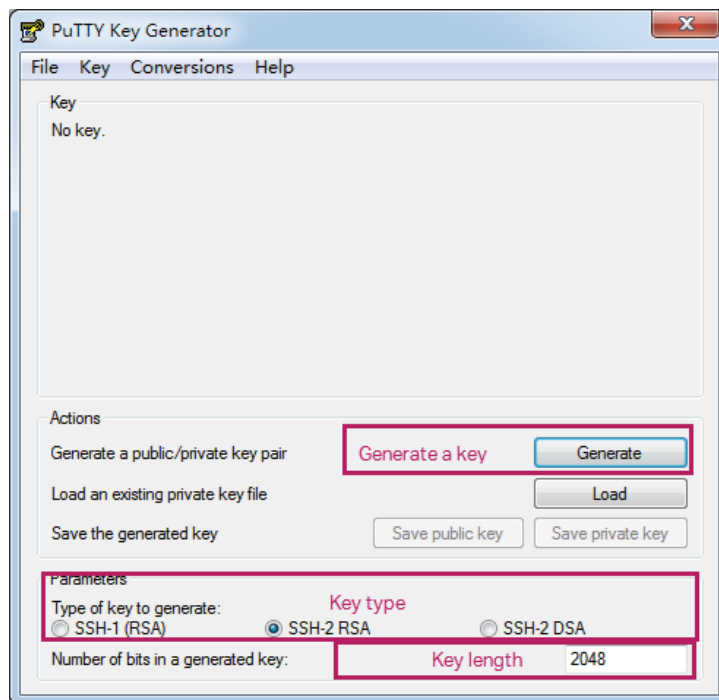 PuTTY Key Generator
File Key Conversions Help
Key
No key.
Actions
Generate a public/private key pair Generate a key Generate
Load an existing private key file Load
Save the generated key Save public key Save private key
Parameters
Type of key to generate: Key type
SSH-1 (RSA) SSH-2 RSA SSH-2 DSA
Number of bits in a generated key: Key length 2048